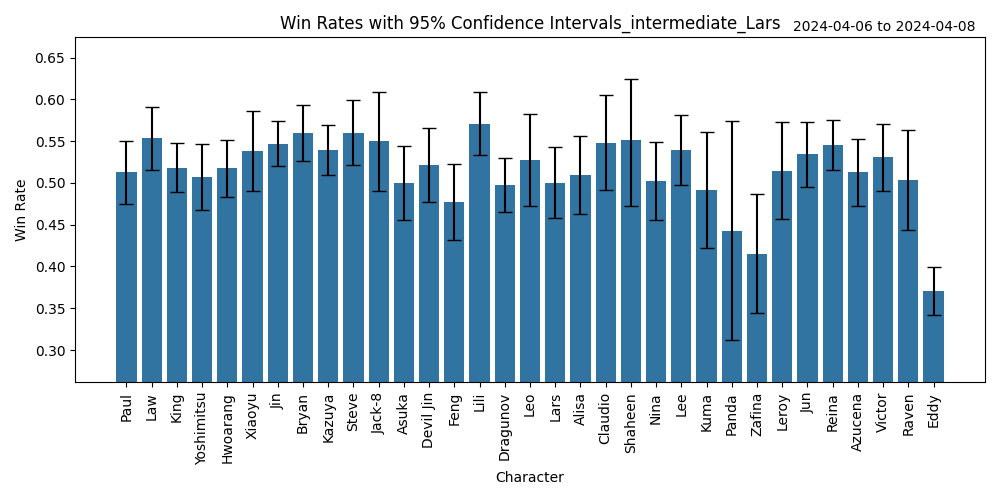 Win Rates with 95% Confidence Intervals_intermediate_Lars
2024-04-06 to 2024-04-08
Win Rate
0.65
0.60
0.55
0.50
0.45
0.40
0.35
0.30
Paul
Law
King
Yoshimitsu
Hwoarang
Xiaoyu
Jin
Bryan
Kazuya
Steve
Jack-8
Asuka
Devil Jin
Feng
Lili
Dragunov
Leo
Lars
Alisa
Claudio
Shaheen
Nina
Lee
Kuma
Panda
Zafina
Leroy
Jun
Reina
Azucena
Victor
Raven
Eddy
Character